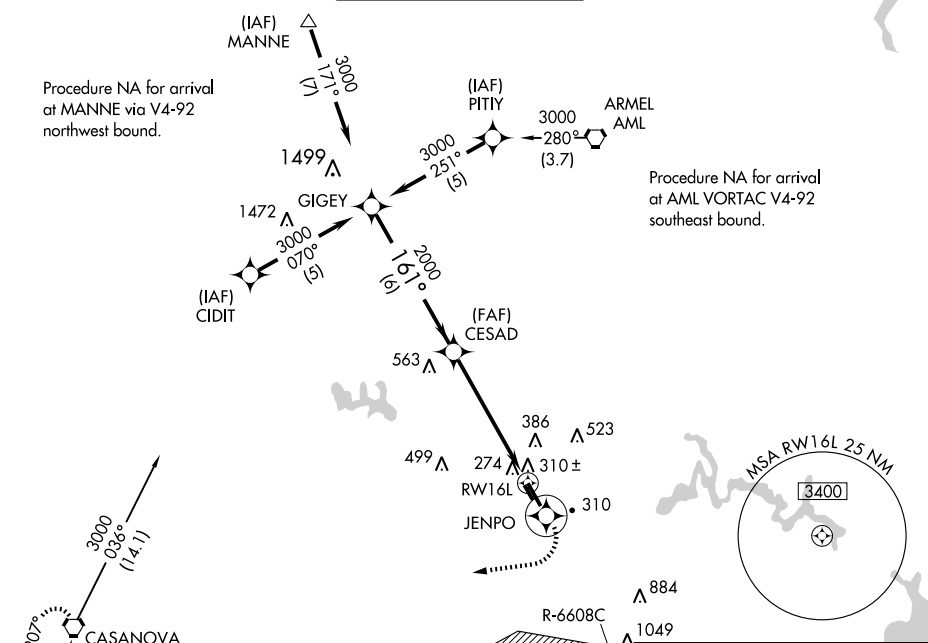 (IAF)
MANNE
3000
171°
(7)
Procedure NA for arrival
at MANNE via V4-92
northwest bound.
(IAF)
PITIY
ARMEL
AML
3000
280°
(3.7)
3000
251°
(5)
1499
Procedure NA for arrival
at AML VORTAC V4-92
southeast bound.
GIGEY
1472
3000
070°
(5)
2000
161°
(6)
(IAF)
CIDIT
(FAF)
CESAD
563
386
523
499
274
310±
RW16L
MSA RW16L 25 NM
3400
JENPO
310
3000
036°
(14.1)
884
R-6608C
1049
CASANOVA